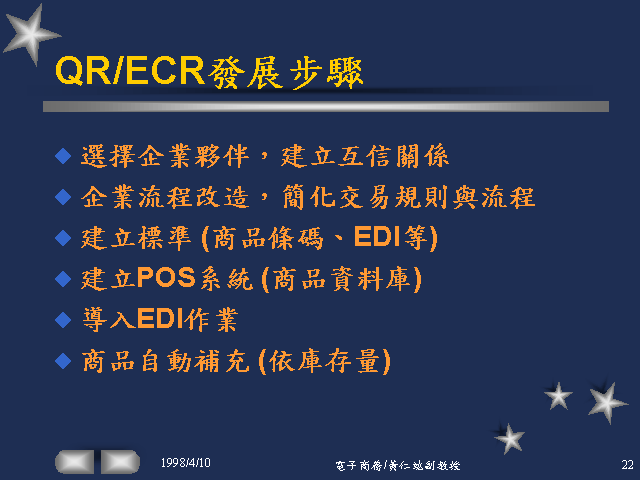 QR/ECR發展步驟
選擇企業夥伴，建立互信關係
企業流程改造，簡化交易規則與流程
建立標準 (商品條碼、EDI等)
建立POS系統 (商品資料庫)
導入EDI作業
商品自動補充 (依庫存量)
1998/4/10
電子商務/黃仁 副教授
22